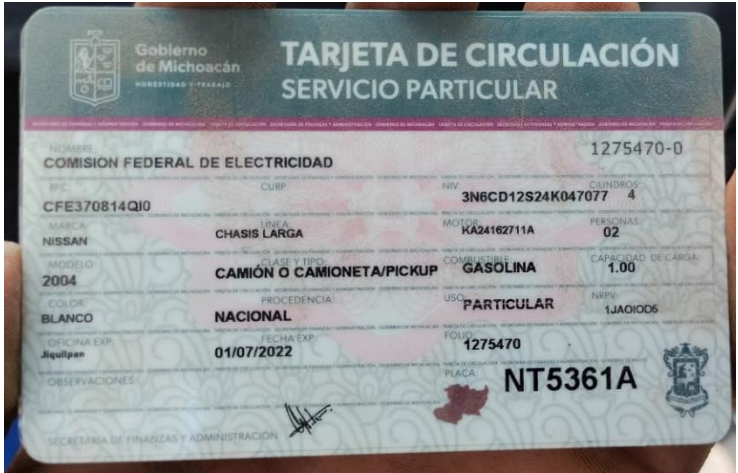 Gobierno
de Michoacán
HONESTIDAD Y TRABAJO
TARJETA DE CIRCULACIÓN
SERVICIO PARTICULAR
NOMBRE:
1275470-0
COMISION FEDERAL DE ELECTRICIDAD
RFC CURP NIV CILINDROS
CFE370814QI0 3N6CD12S24K047077 4
MARCA LINEA MOTOR: PERSONAS
NISSAN CHASIS LARGA KA24162711A 02
MODELO CLASE Y TIPO: COMBUSTIBLE CAPACIDAD DE CARGA
2004 CAMIÓN O CAMIONETA/PICKUP GASOLINA 1.00
COLOR: PROCEDENCIA: USO NRPV:
BLANCO NACIONAL PARTICULAR 1JAOIOD6
OFICINA EXP. FECHA EXP. FOLIO
Jiquilpan 01/07/2022 1275470
OBSERVACIONES: PLACA: NT5361A
SECRETARÍA DE FINANZAS Y ADMINISTRACIÓN